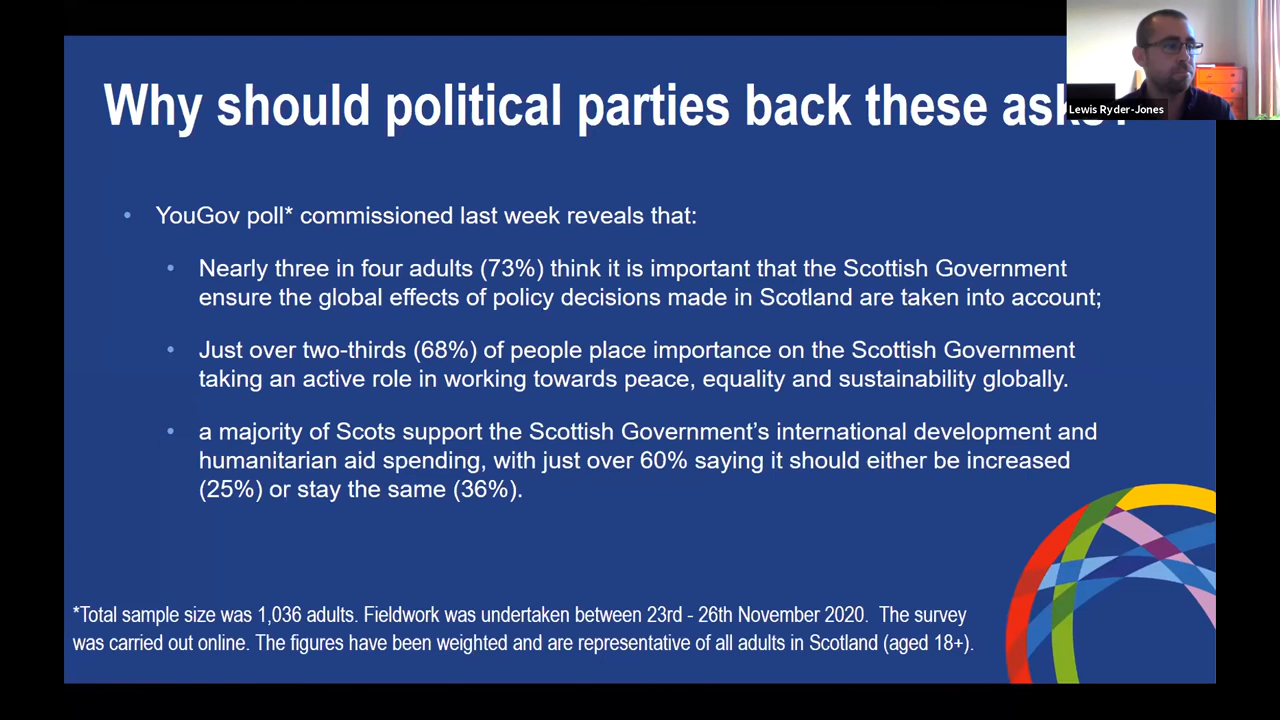 Why should political parties back these asks?
Lewis Ryder-Jones
• YouGov poll* commissioned last week reveals that:
• Nearly three in four adults (73%) think it is important that the Scottish Government
ensure the global effects of policy decisions made in Scotland are taken into account;
• Just over two-thirds (68%) of people place importance on the Scottish Government
taking an active role in working towards peace, equality and sustainability globally.
• a majority of Scots support the Scottish Government’s international development and
humanitarian aid spending, with just over 60% saying it should either be increased
(25%) or stay the same (36%).
*Total sample size was 1,036 adults. Fieldwork was undertaken between 23rd - 26th November 2020.  The survey
was carried out online. The figures have been weighted and are representative of all adults in Scotland (aged 18+).